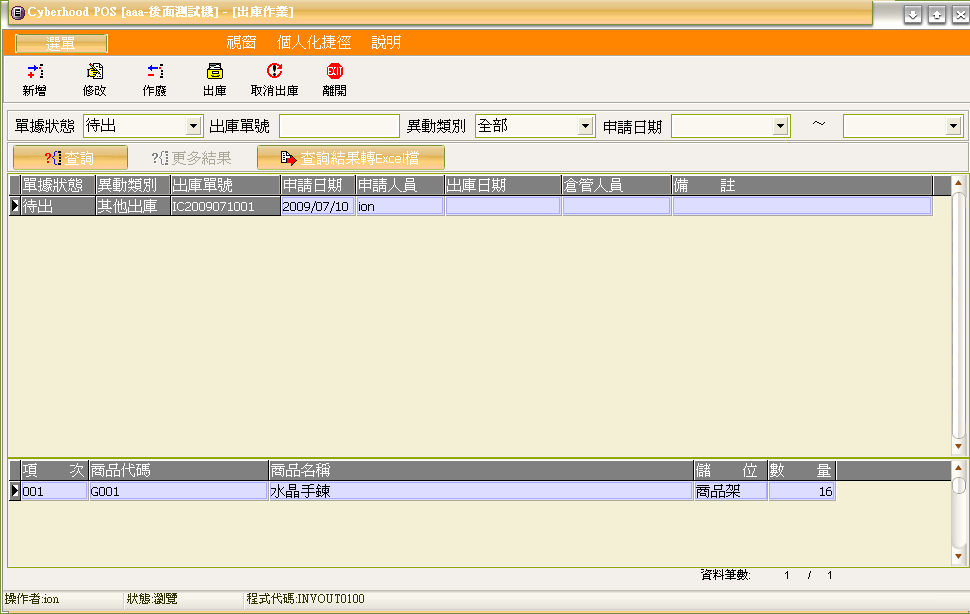 Cyberhood POS [aaa-後面測試機] - [出庫作業]
選單 視窗 個人化捷徑 說明
新增 修改 作廢 出庫 取消出庫 EXIT 離開
單據狀態 待出 出庫單號 異動類別 全部 申請日期 ～
?{} 查詢 ?{} 更多結果 查詢結果轉Excel檔
單據狀態 異動類別 出庫單號 申請日期 申請人員 出庫日期 倉管人員 備 註
待出 其他出庫 IC2009071001 2009/07/10 ion
項 次 商品代碼 商品名稱 儲 位 數 量
001 G001 水晶手鍊 商品架 16
資料筆數: 1 / 1
操作者:ion 狀態:瀏覽 程式代碼:INVOUT0100